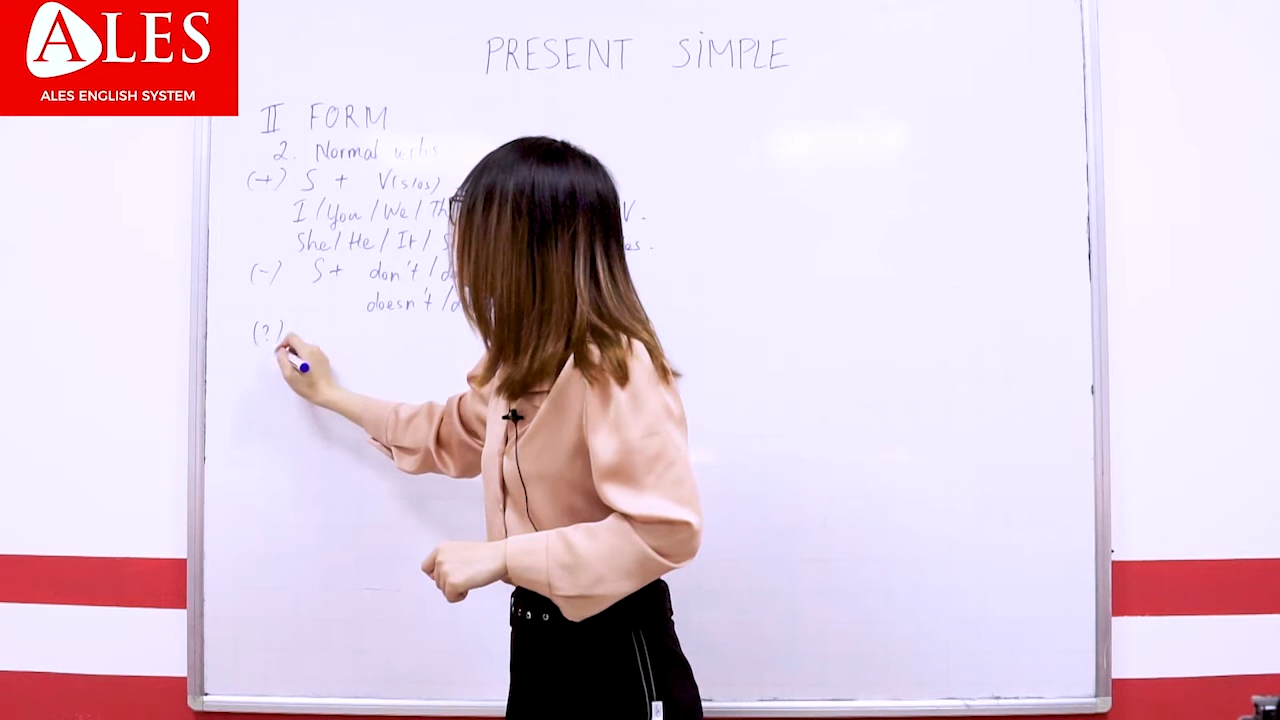 ALES
ALES ENGLISH SYSTEM
PRESENT SIMPLE
II FORM
2. Normal verbs
(+) S + V(s/es)
I / You / We / Th V.
She / He / It / S es.
(-) S + don't / d
doesn't / d
(?)